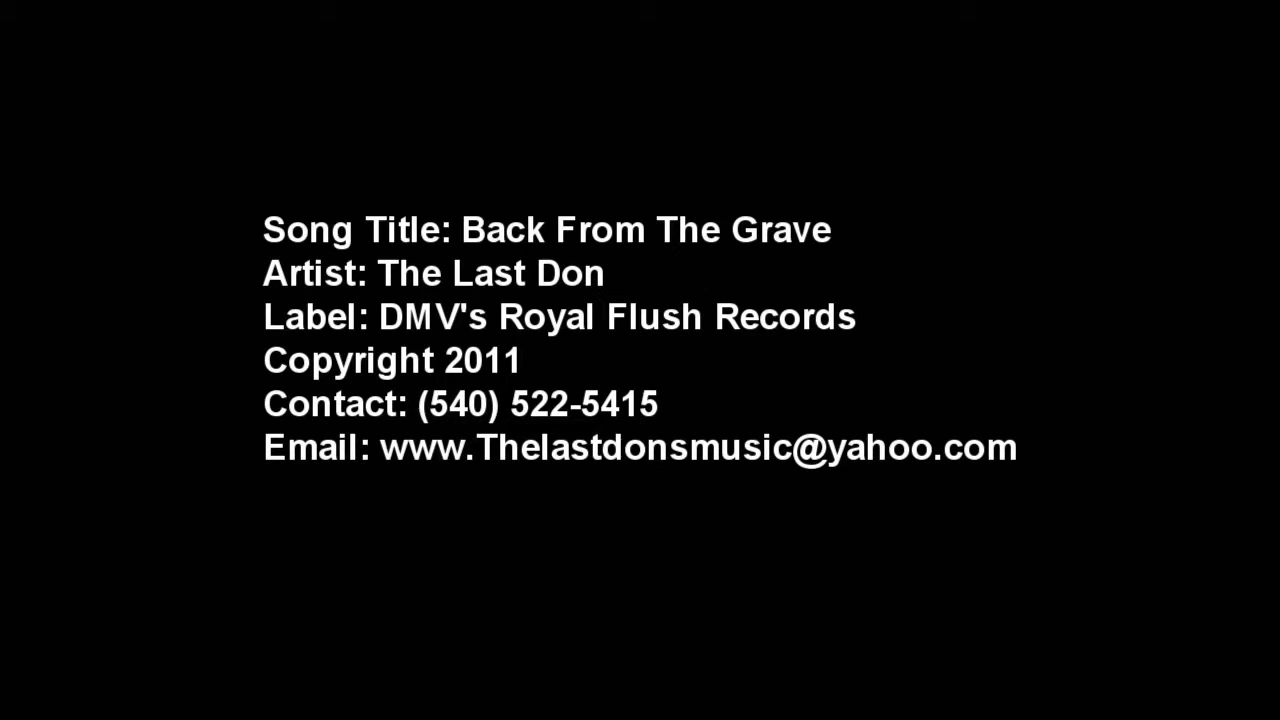 Song Title: Back From The Grave
Artist: The Last Don
Label: DMV's Royal Flush Records
Copyright 2011
Contact: (540) 522-5415
Email: www.Thelastdonsmusic@yahoo.com